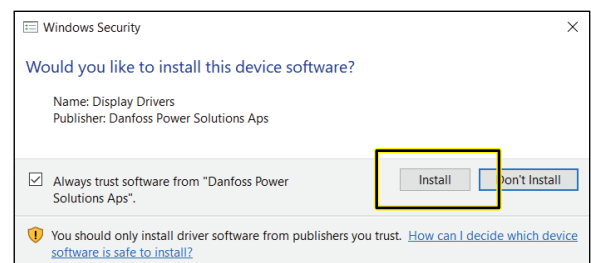 Windows Security
Would you like to install this device software?
Name: Display Drivers
Publisher: Danfoss Power Solutions Aps
Always trust software from "Danfoss Power
Solutions Aps".
Install
Don't Install
You should only install driver software from publishers you trust. How can I decide which device
software is safe to install?